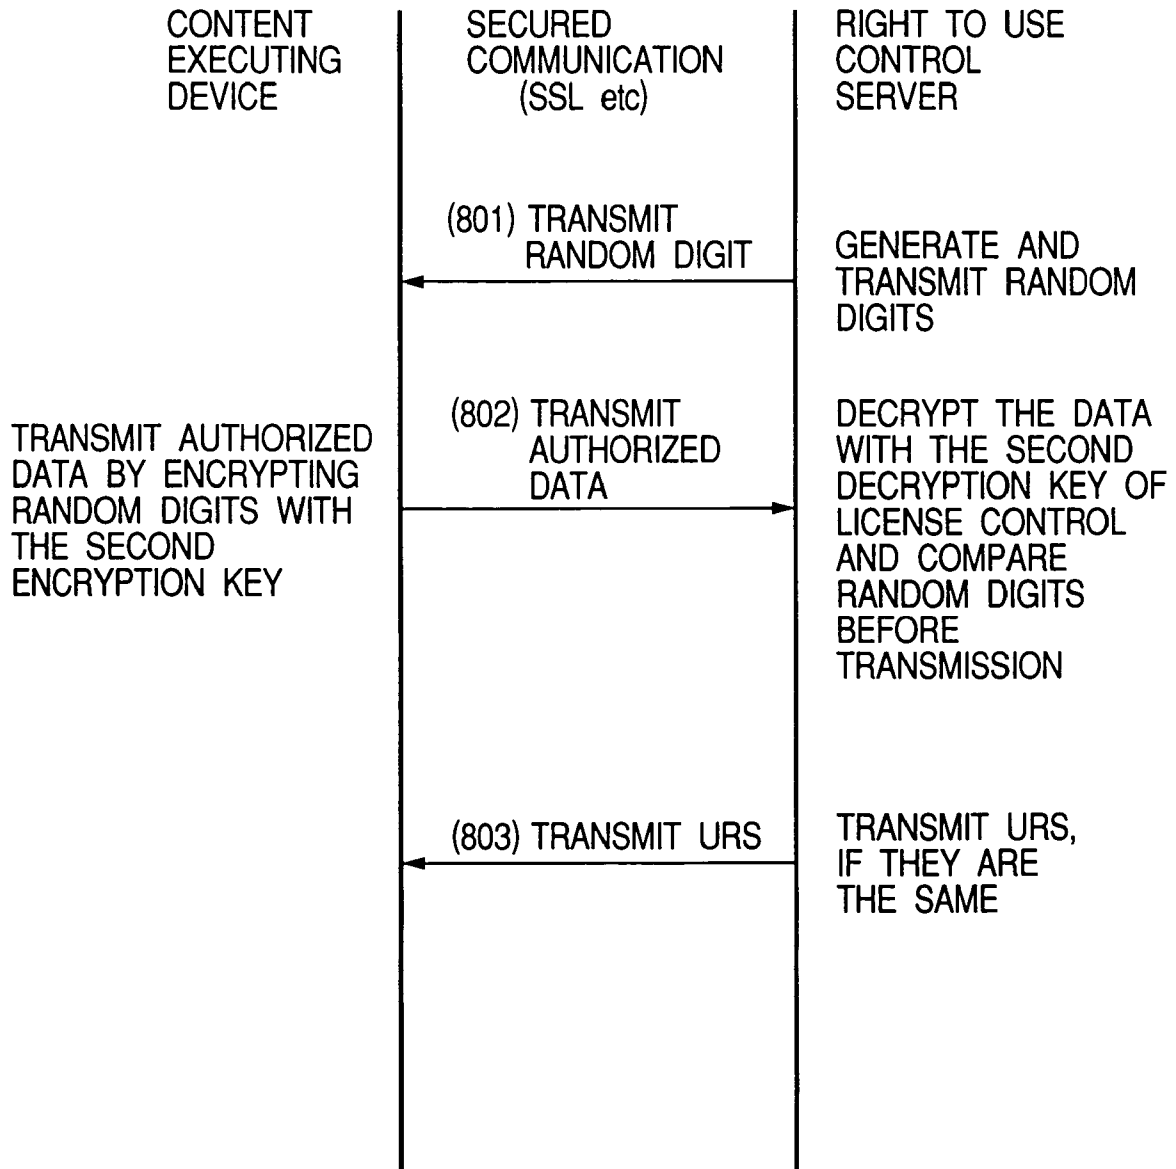 CONTENT
EXECUTING
DEVICE
SECURED
COMMUNICATION
(SSL etc)
RIGHT TO USE
CONTROL
SERVER
(801) TRANSMIT
RANDOM DIGIT
GENERATE AND
TRANSMIT RANDOM
DIGITS
TRANSMIT AUTHORIZED
DATA BY ENCRYPTING
RANDOM DIGITS WITH
THE SECOND
ENCRYPTION KEY
(802) TRANSMIT
AUTHORIZED
DATA
DECRYPT THE DATA
WITH THE SECOND
DECRYPTION KEY OF
LICENSE CONTROL
AND COMPARE
RANDOM DIGITS
BEFORE
TRANSMISSION
(803) TRANSMIT URS
TRANSMIT URS,
IF THEY ARE
THE SAME